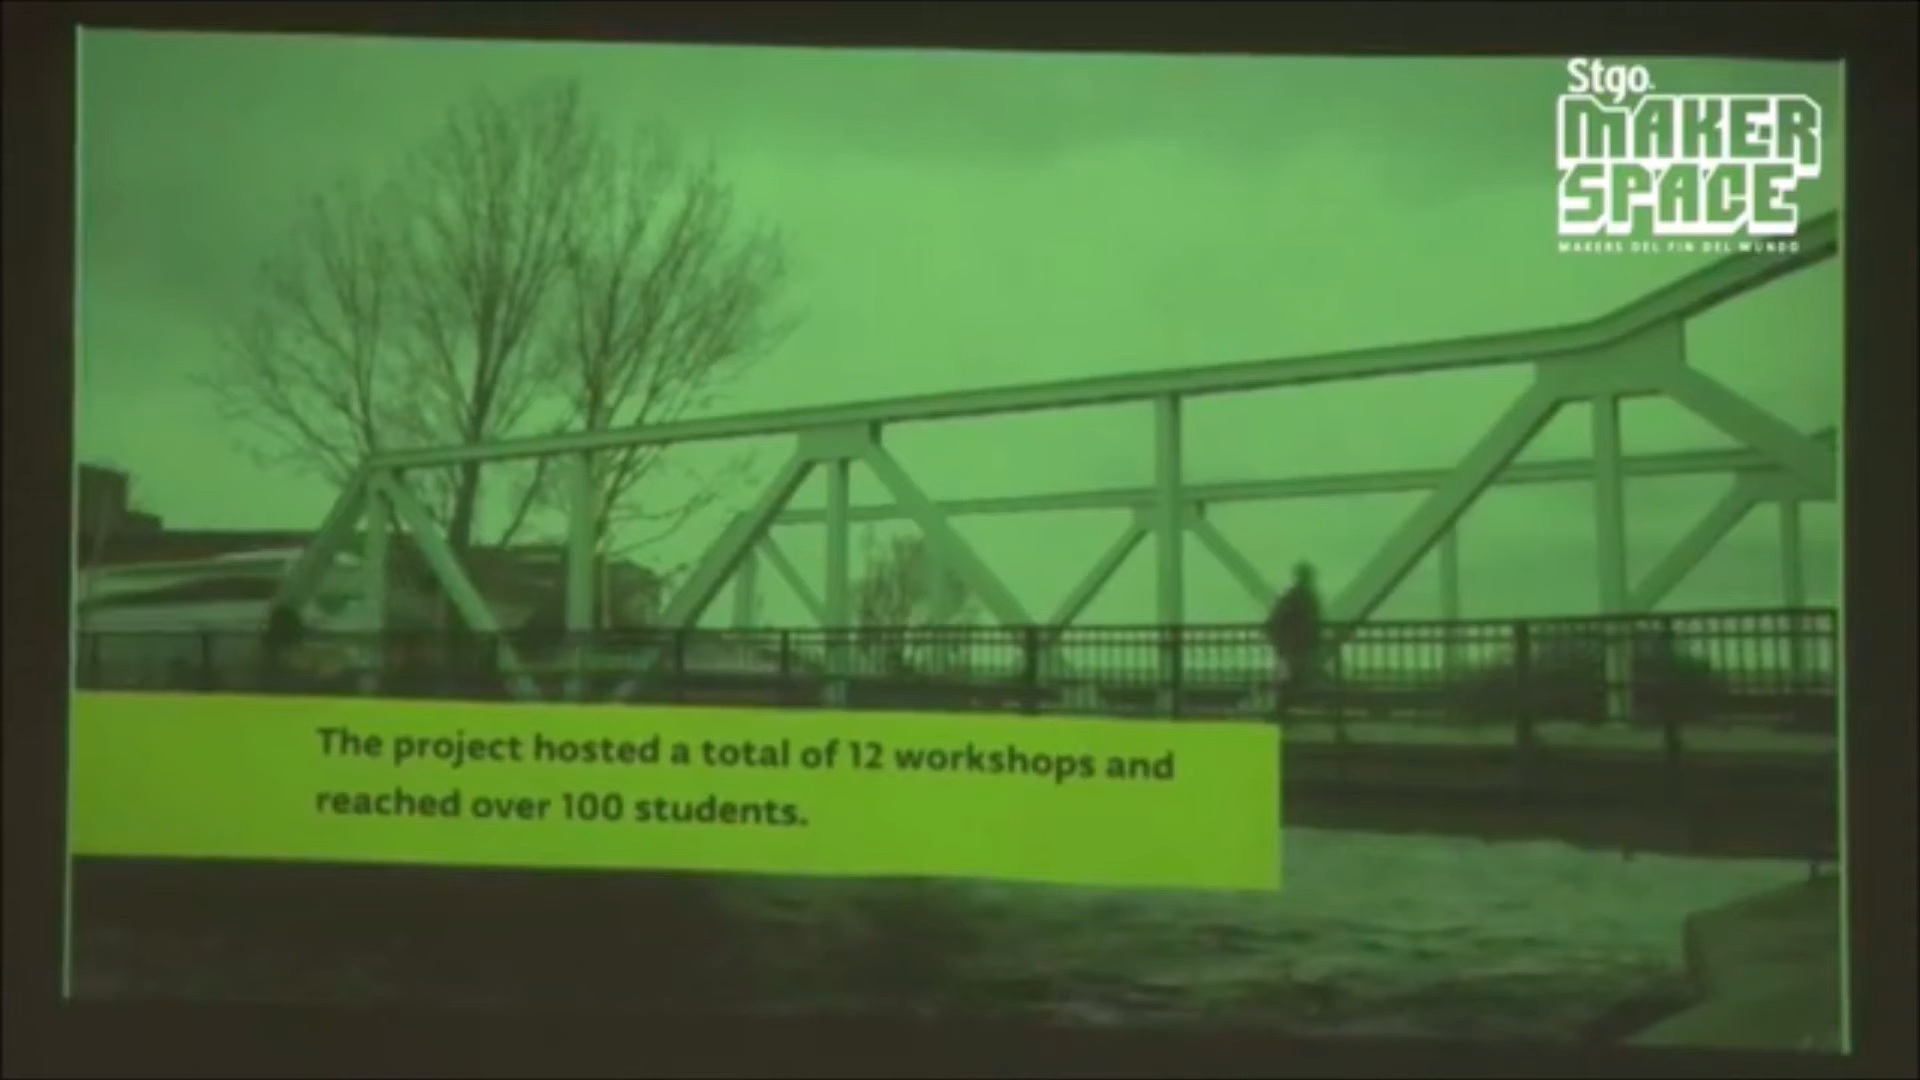 Stgo.
MAKER
SPACE
MAKERS DEL FIN DEL MUNDO
The project hosted a total of 12 workshops and
reached over 100 students.